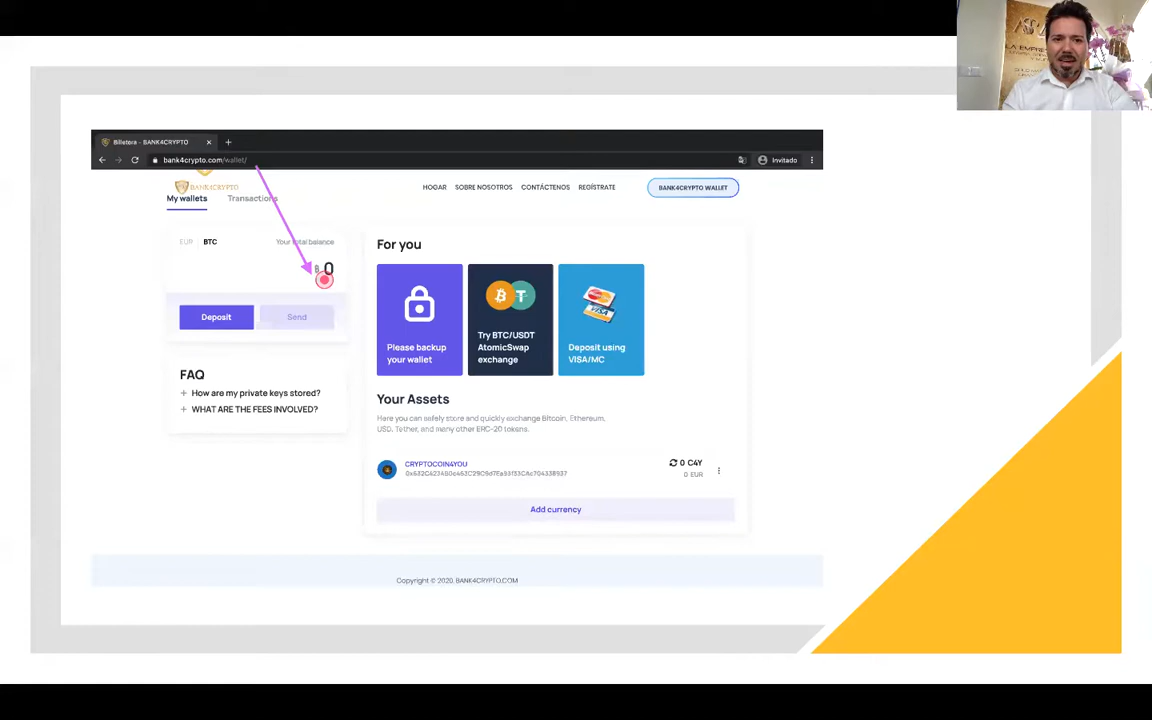 Billetera - BANK4CRYPTO
bank4crypto.com/wallet/
Invitado
BANK4CRYPTO
HOGAR
SOBRE NOSOTROS
CONTÁCTENOS
REGÍSTRATE
BANK4CRYPTO WALLET
My wallets
Transactions
EUR
BTC
Your total balance
0
Deposit
Send
FAQ
+ How are my private keys stored?
+ WHAT ARE THE FEES INVOLVED?
For you
Please backup
your wallet
Try BTC/USDT
AtomicSwap
exchange
Deposit using
VISA/MC
Your Assets
Here you can safely store and quickly exchange Bitcoin, Ethereum,
USD, Tether, and many other ERC-20 tokens.
CRYPTOCOIN4YOU
0 C4Y
0 EUR
Add currency
Copyright © 2020. BANK4CRYPTO.COM
LA EMPRES